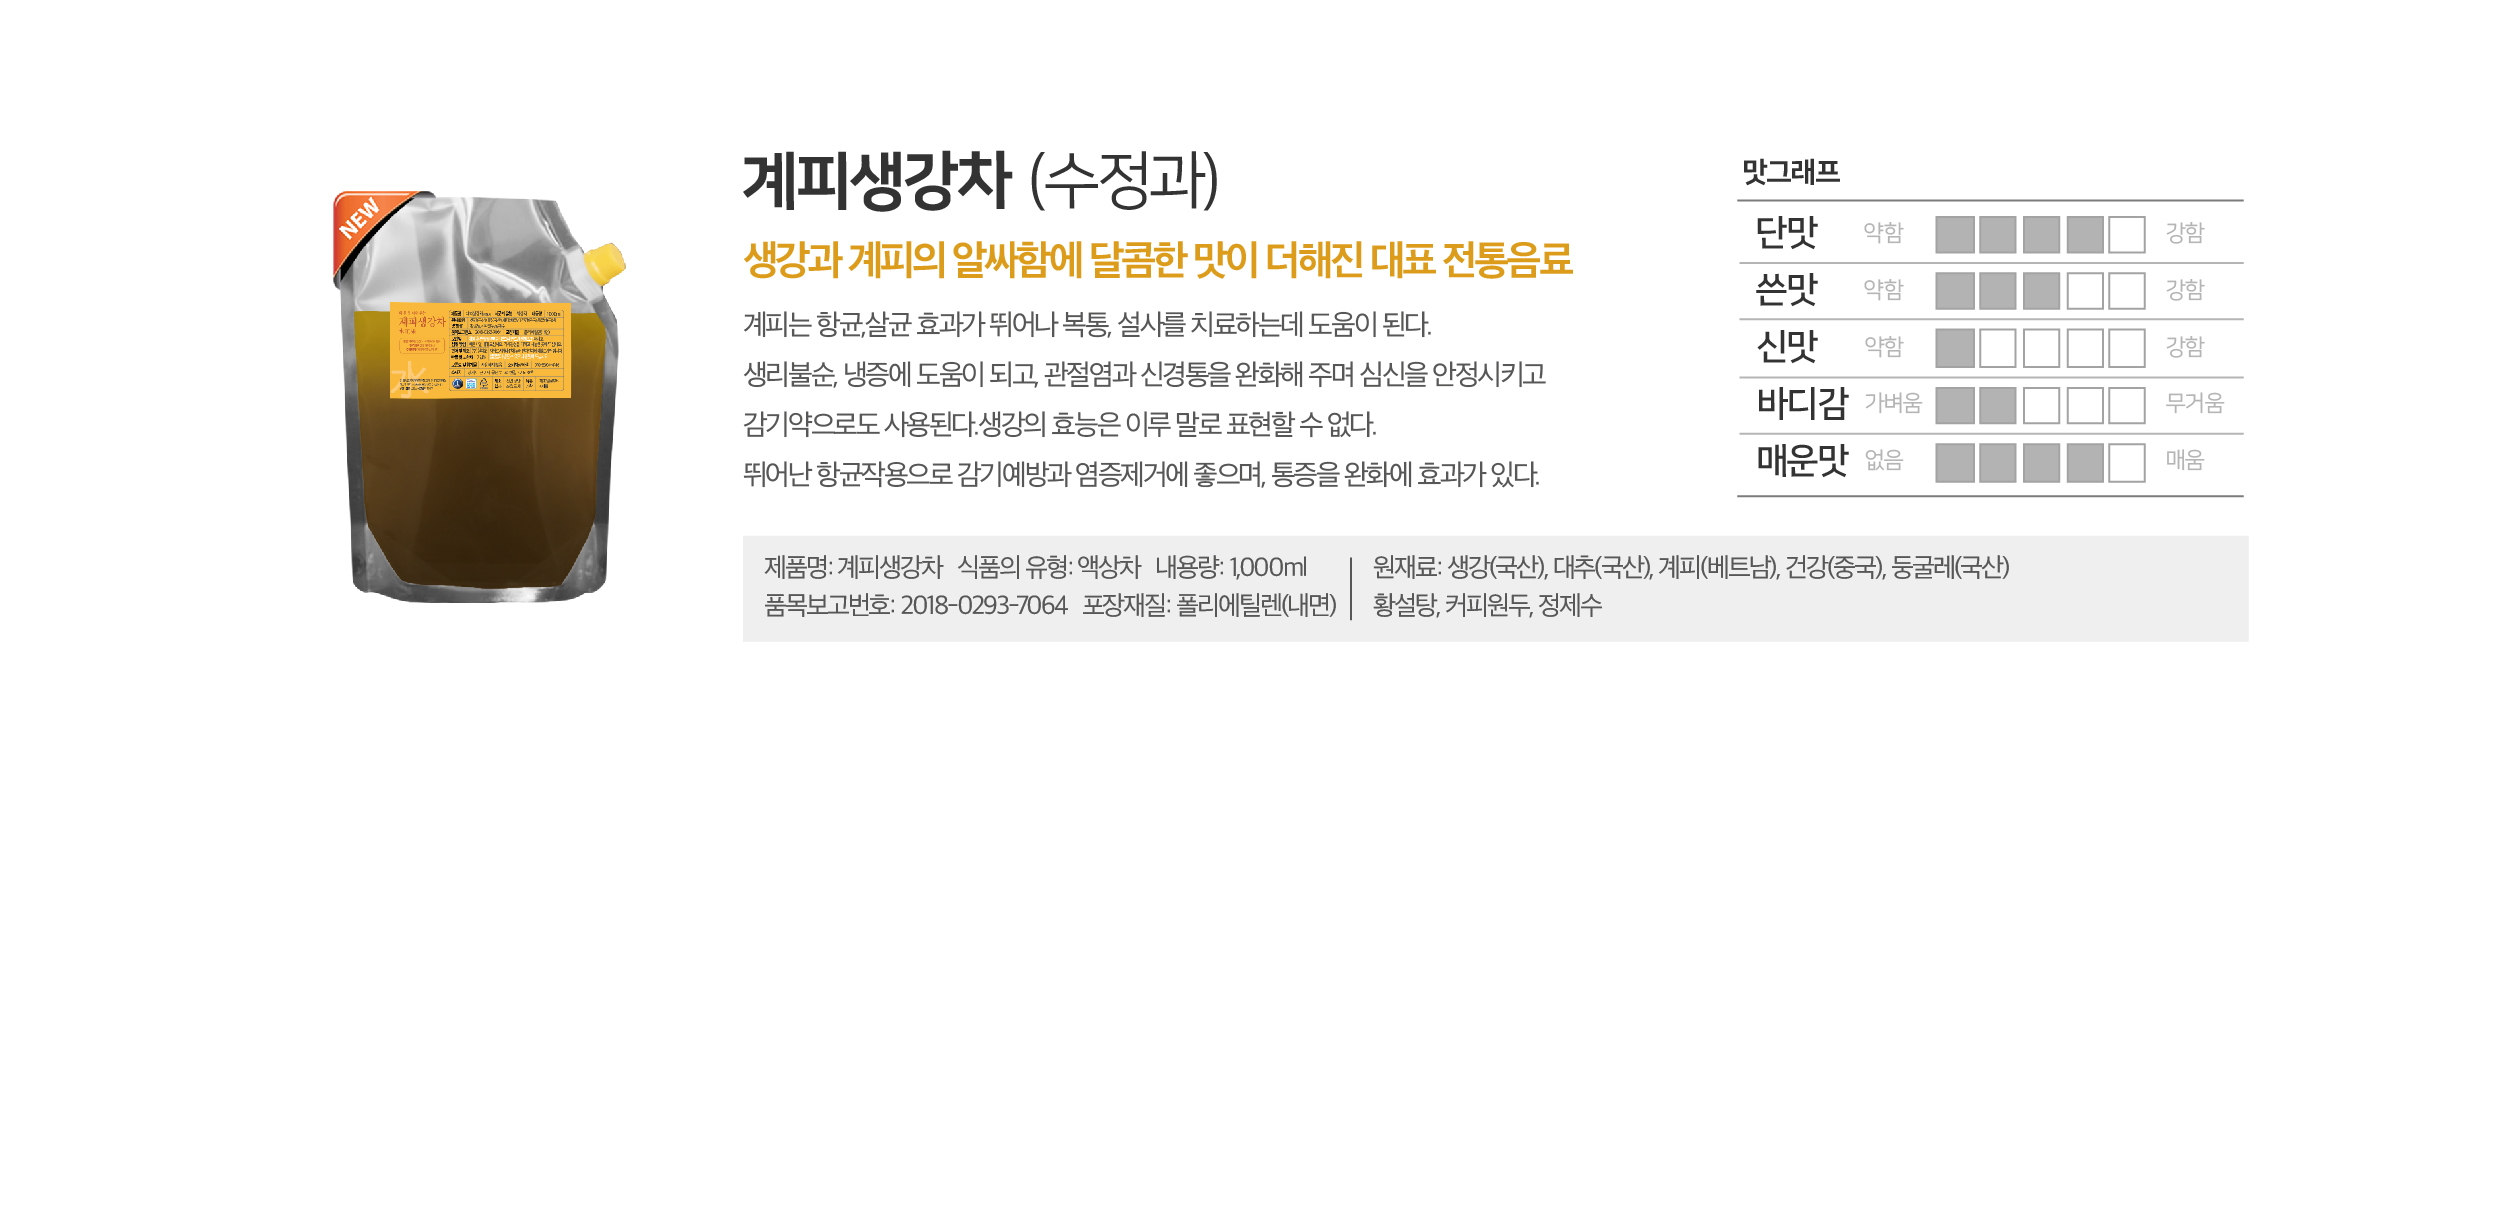 NEW
계피생강차
계피생강차 (수정과)
생강과 계피의 알싸함에 달콤한 맛이 더해진 대표 전통음료
계피는 항균,살균 효과가 뛰어나 복통, 설사를 치료하는데 도움이 된다.
생리불순, 냉증에 도움이 되고, 관절염과 신경통을 완화해 주며 심신을 안정시키고
감기약으로도 사용된다.생강의 효능은 이루 말로 표현할 수 없다.
뛰어난 항균작용으로 감기예방과 염증제거에 좋으며, 통증을 완화에 효과가 있다.
맛그래프
단맛 약함 강함
쓴맛 약함 강함
신맛 약함 강함
바디감 가벼움 무거움
매운맛 없음 매움
제품명: 계피생강차 식품의 유형: 액상차 내용량: 1,000ml
품목보고번호: 2018-0293-7064 포장재질: 폴리에틸렌(내면)
원재료: 생강(국산), 대추(국산), 계피(베트남), 건강(중국), 둥굴레(국산)
황설탕, 커피원두, 정제수